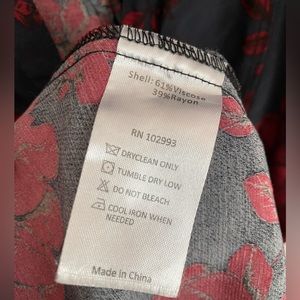 Shell:61%Viscose
39%Rayon
RN 102993
DRYCLEAN ONLY
TUMBLE DRY LOW
DO NOT BLEACH
COOL IRON WHEN
NEEDED
Made in China